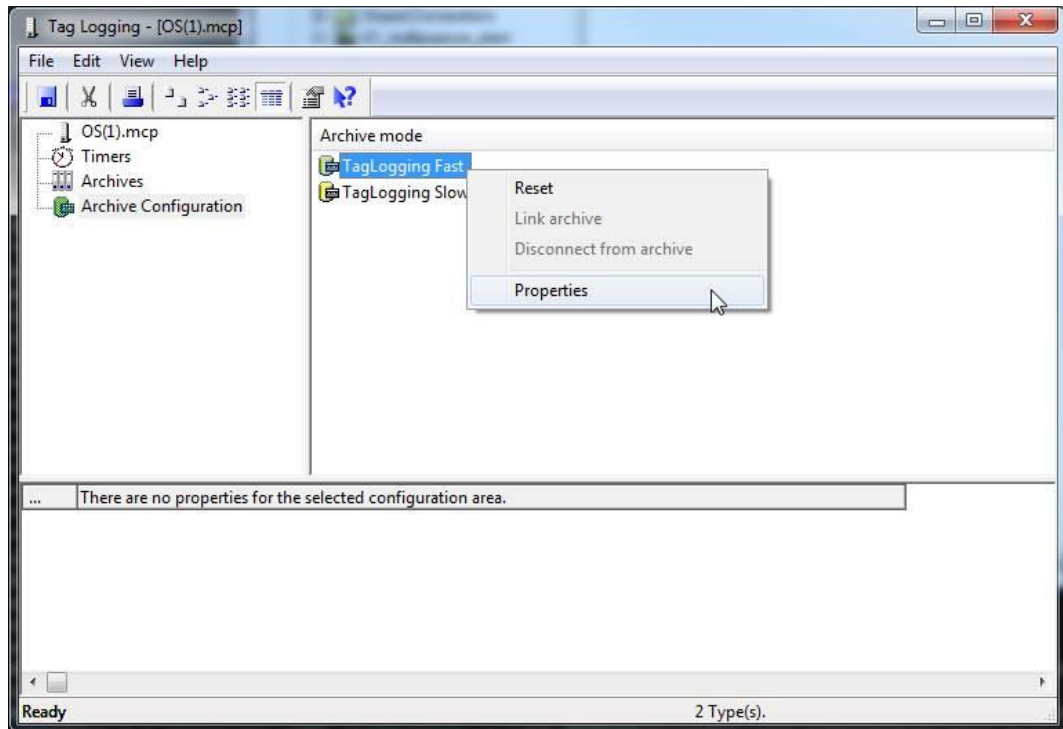 Tag Logging - [OS(1).mcp]
File Edit View Help
OS(1).mcp
Timers
Archives
Archive Configuration
Archive mode
TagLogging Fast
TagLogging Slow
Reset
Link archive
Disconnect from archive
Properties
... There are no properties for the selected configuration area.
Ready 2 Type(s).